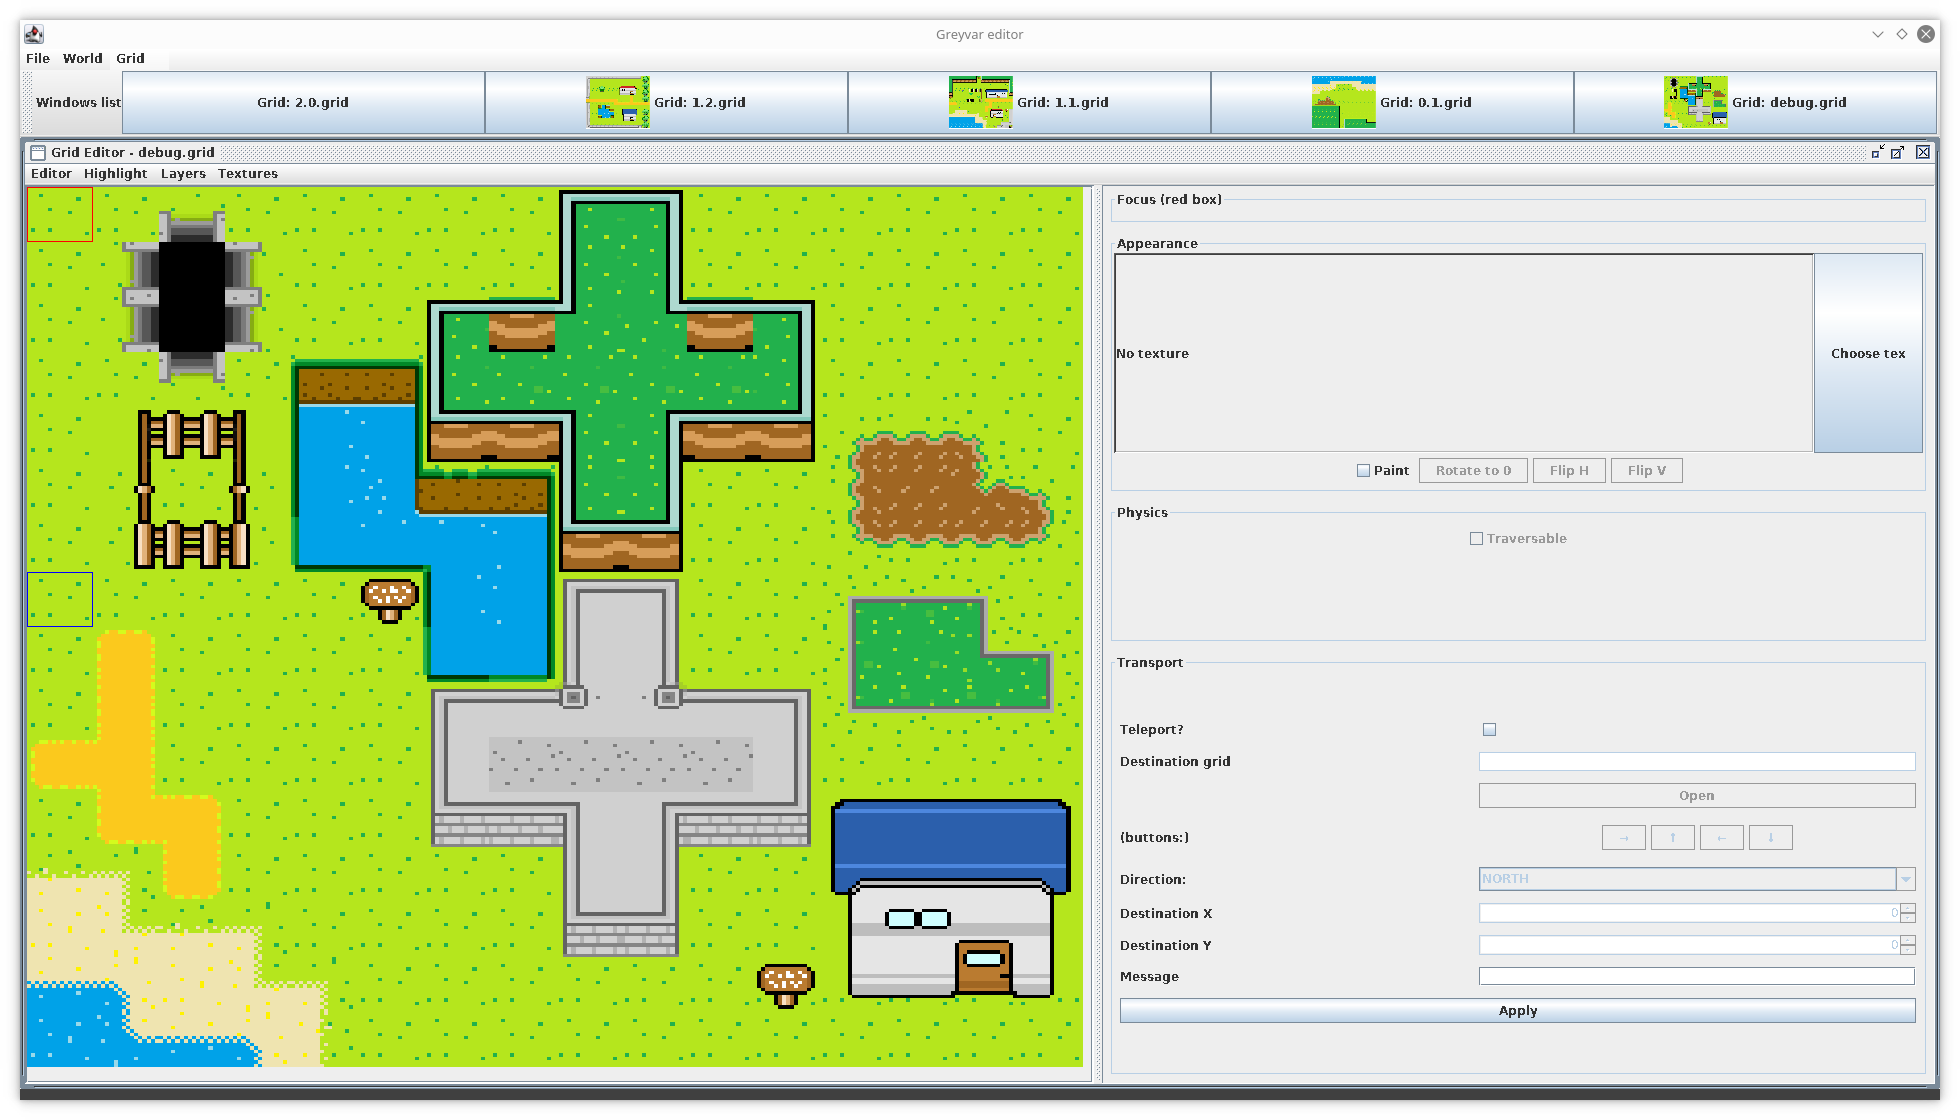 Greyvar editor
File World Grid
Windows list Grid: 2.0.grid Grid: 1.2.grid Grid: 1.1.grid Grid: 0.1.grid Grid: debug.grid
Grid Editor - debug.grid
Editor Highlight Layers Textures
Focus (red box)
Appearance
No texture
Choose tex
Paint Rotate to 0 Flip H Flip V
Physics
Traversable
Transport
Teleport?
Destination grid
Open
(buttons:) → ↑ ← ↓
Direction: NORTH
Destination X 0
Destination Y 0
Message
Apply